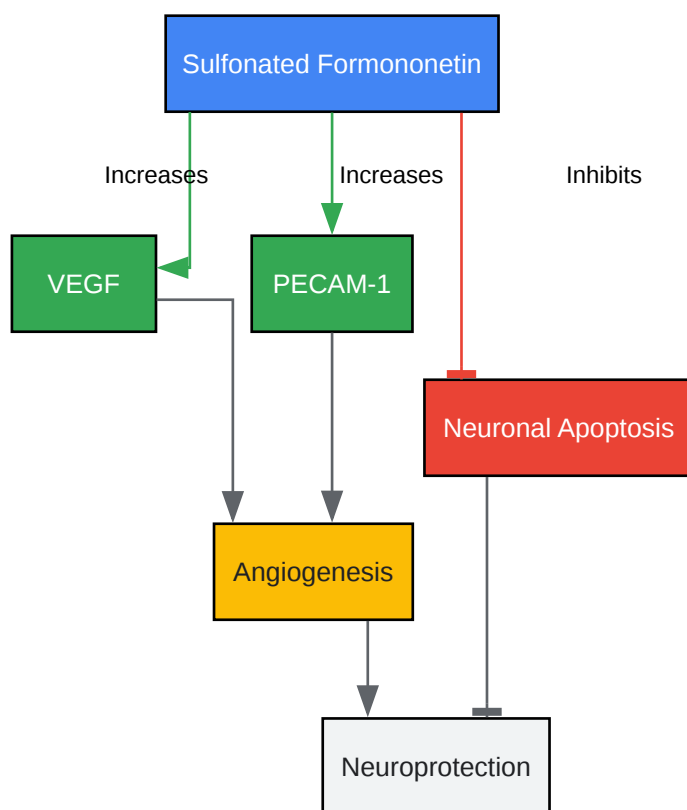 Sulfonated Formononetin
Increases
Increases
Inhibits
VEGF
PECAM-1
Neuronal Apoptosis
Angiogenesis
Neuroprotection